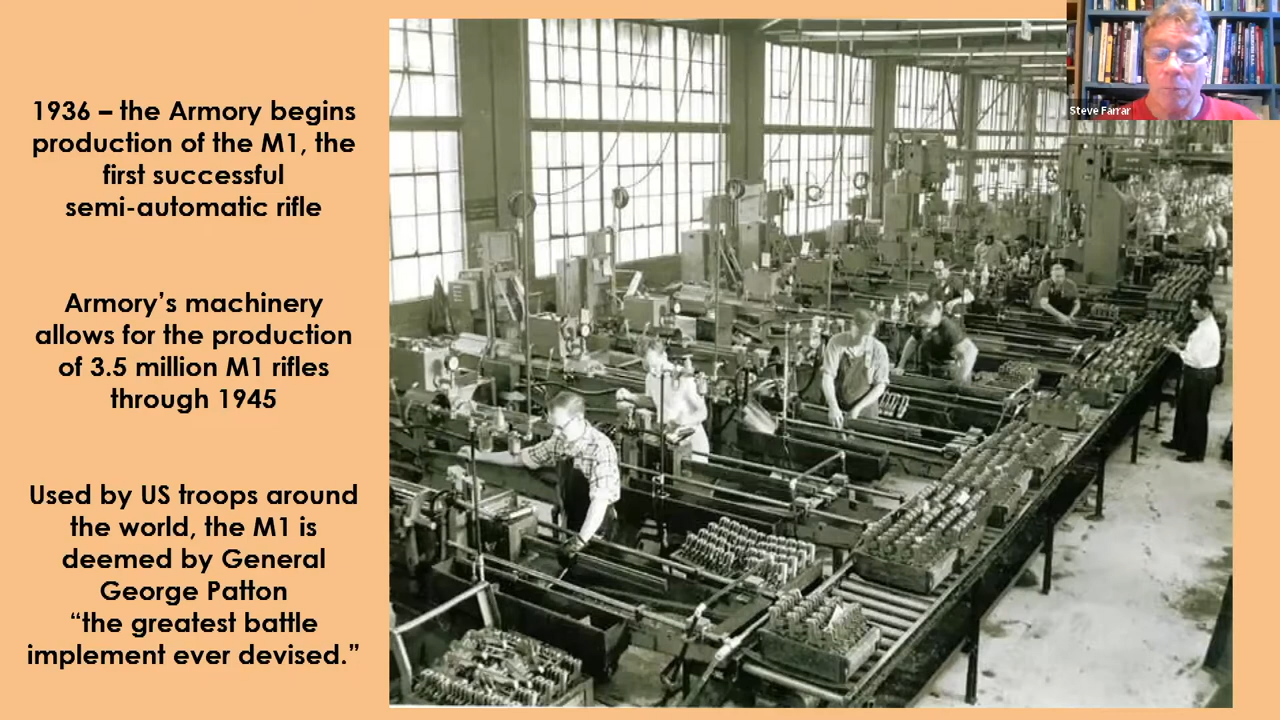 1936 – the Armory begins
production of the M1, the
first successful
semi-automatic rifle
Armory’s machinery
allows for the production
of 3.5 million M1 rifles
through 1945
Used by US troops around
the world, the M1 is
deemed by General
George Patton
“the greatest battle
implement ever devised.”
Steve Farrar